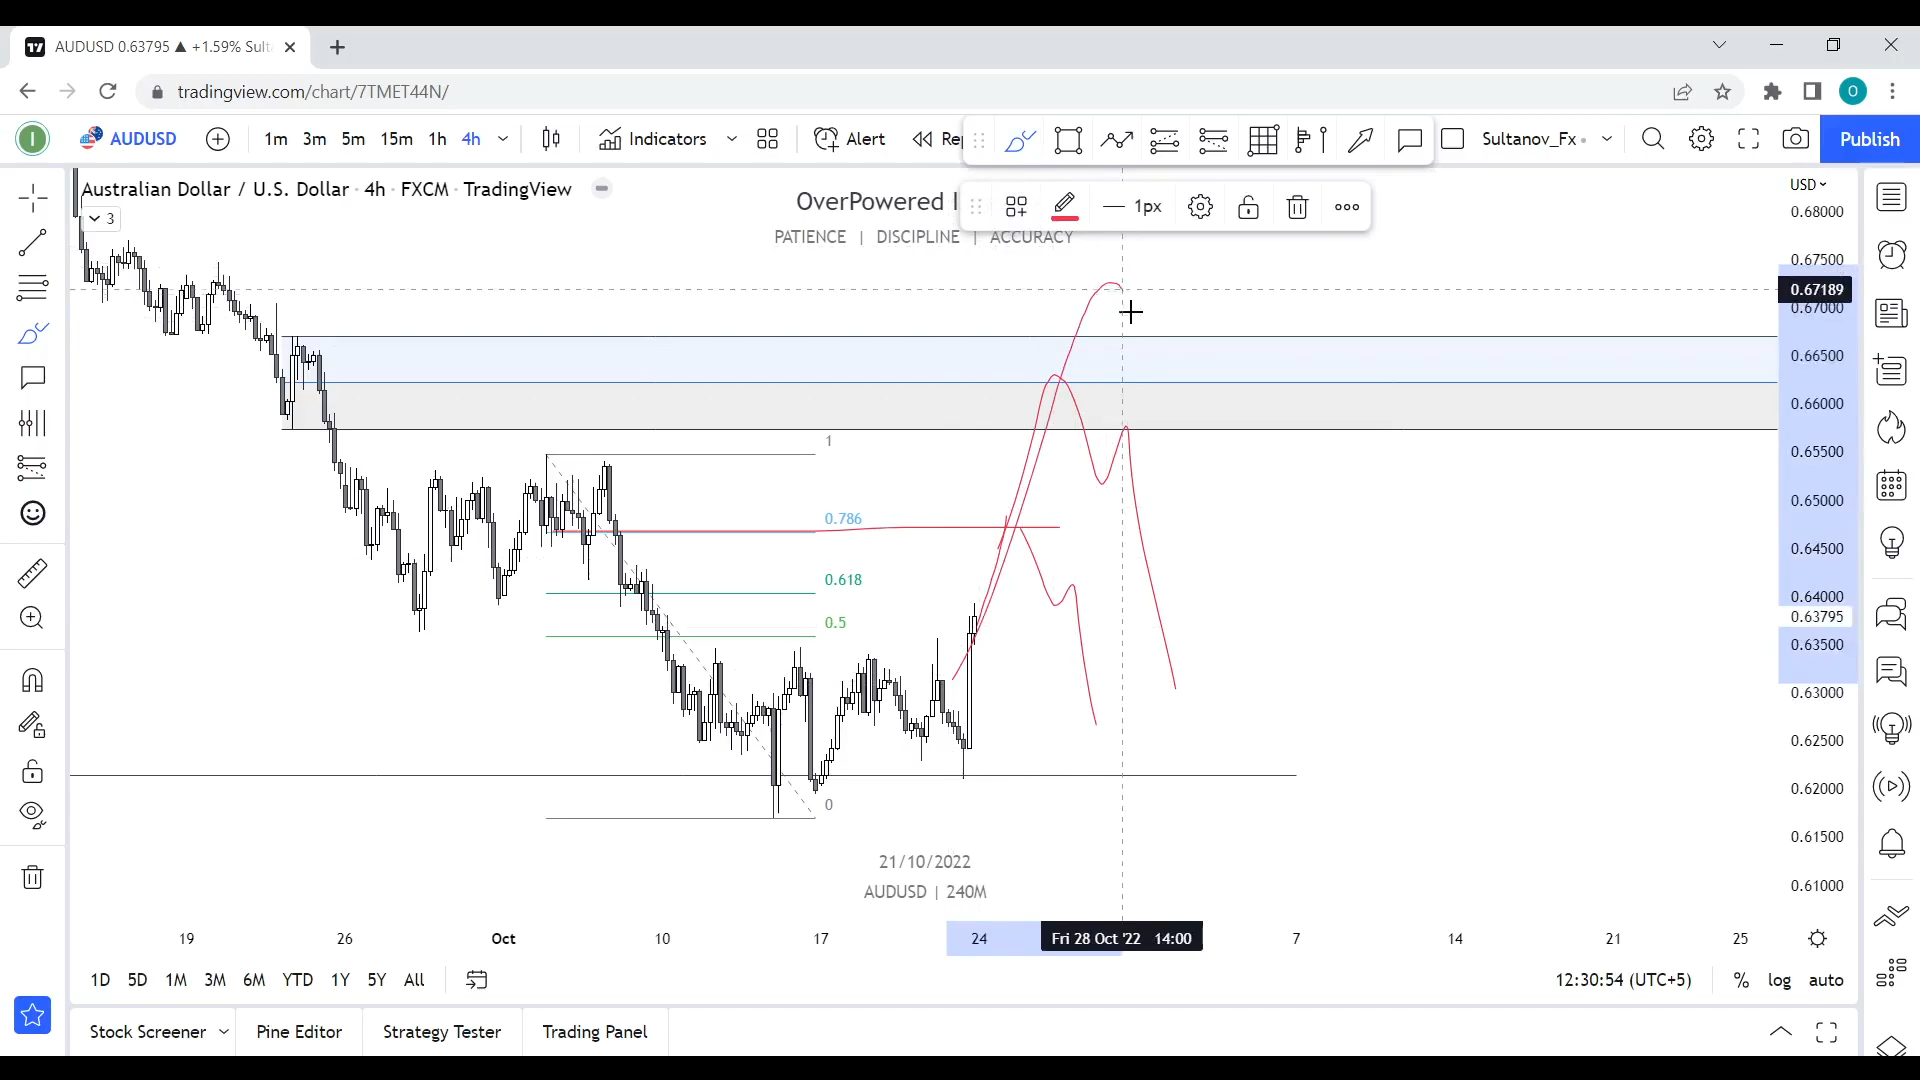 AUDUSD 0.63795 ▲ +1.59% Sult
tradingview.com/chart/7TMET44N/
AUDUSD 1m 3m 5m 15m 1h 4h Indicators Alert Rep Sultanov_Fx Publish
Australian Dollar / U.S. Dollar · 4h · FXCM · TradingView
3
1px
OverPowered I
PATIENCE | DISCIPLINE | ACCURACY
USD
0.68000
0.67500
0.67189
0.67000
0.66500
0.66000
0.65500
0.65000
0.64500
0.64000
0.63795
0.63500
0.63000
0.62500
0.62000
0.61500
0.61000
1
0.786
0.618
0.5
0
21/10/2022
AUDUSD | 240M
19 26 Oct 10 17 24 Fri 28 Oct '22 14:00 7 14 21 25
1D 5D 1M 3M 6M YTD 1Y 5Y All 12:30:54 (UTC+5) % log auto
Stock Screener Pine Editor Strategy Tester Trading Panel